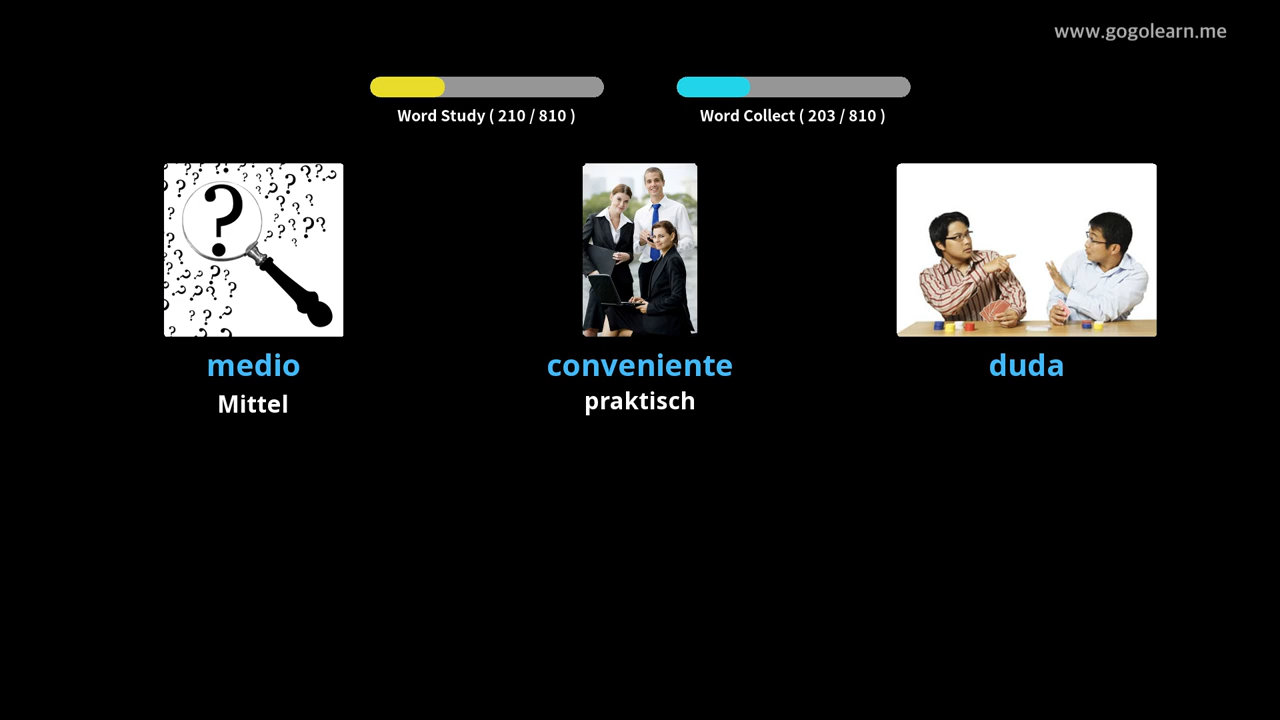 www.gogolearn.me
Word Study ( 210 / 810 )
Word Collect ( 203 / 810 )
medio
Mittel
conveniente
praktisch
duda